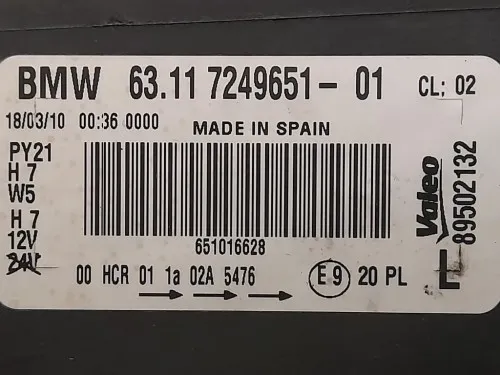 BMW 63.11 7249651-01 CL; 02
18/03/10 00:36 0000
MADE IN SPAIN
PY21
H 7
W5
H 7
12V
24V
651016628
00 HCR 01 1a 02A 5476
E 9 20 PL
Valeo
89502132
L